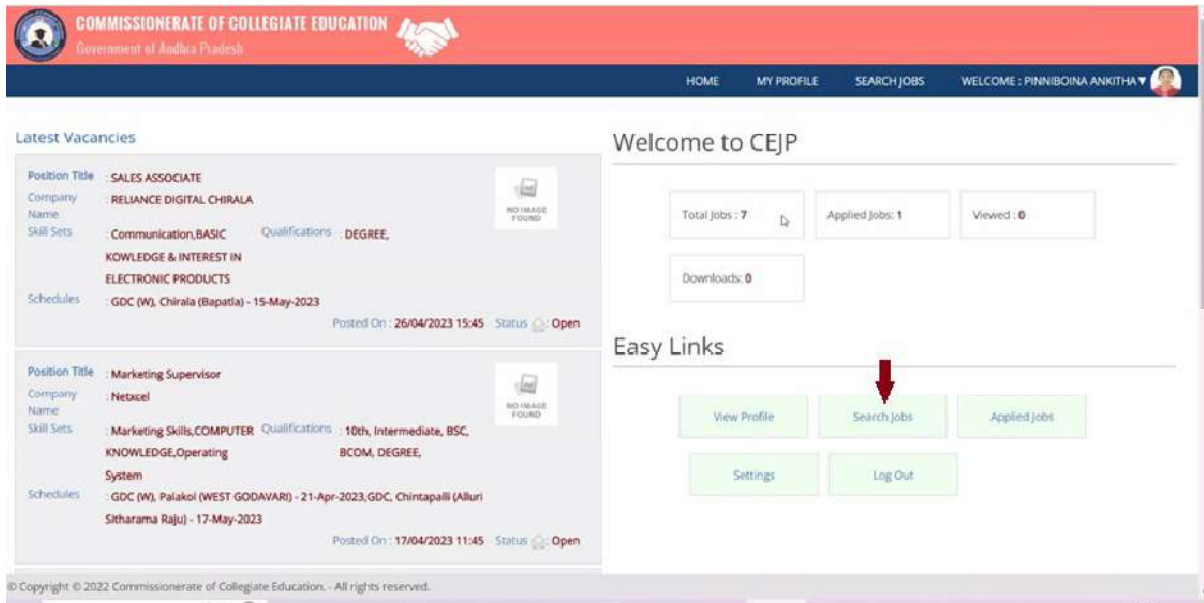 COMMISSIONERATE OF COLLEGIATE EDUCATION
Government of Andhra Pradesh
HOME MY PROFILE SEARCH JOBS WELCOME : PINNIBOINA ANKITHA ▼
Latest Vacancies
Position Title : SALES ASSOCIATE
Company Name : RELIANCE DIGITAL CHIRALA
Skill Sets : Communication,BASIC KOWLEDGE & INTEREST IN ELECTRONIC PRODUCTS Qualifications : DEGREE,
Schedules : GDC (W), Chirala (Bapatla) - 15-May-2023
Posted On : 26/04/2023 15:45 Status : Open
NO IMAGE
FOUND
Position Title : Marketing Supervisor
Company Name : Netxcel
Skill Sets : Marketing Skills,COMPUTER KNOWLEDGE,Operating System Qualifications : 10th, Intermediate, BSC, BCOM, DEGREE,
Schedules : GDC (W), Palakol (WEST GODAVARI) - 21-Apr-2023,GDC, Chintapalli (Alluri
Sitharama Raju) - 17-May-2023
Posted On : 17/04/2023 11:45 Status : Open
NO IMAGE
FOUND
Welcome to CEJP
Total Jobs : 7 Applied Jobs: 1 Viewed : 0
Downloads: 0
Easy Links
View Profile Search Jobs Applied Jobs
Settings Log Out
© Copyright © 2022 Commissionerate of Collegiate Education. - All rights reserved.